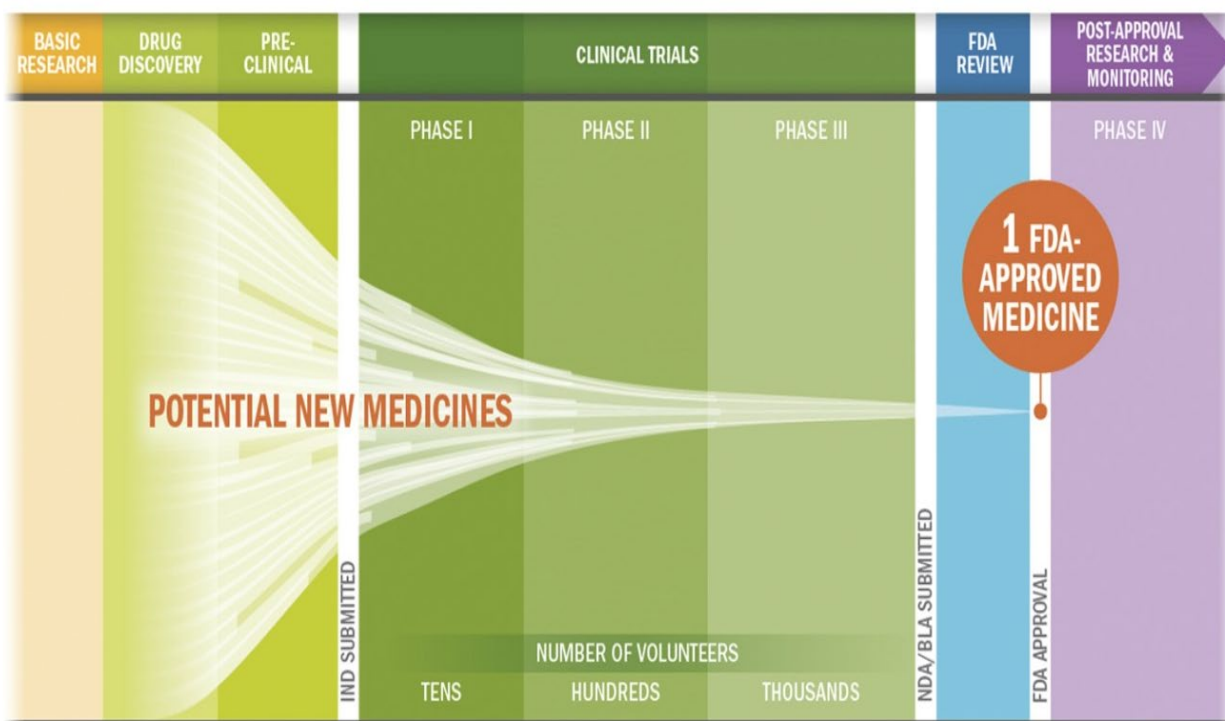 BASIC
RESEARCH
DRUG
DISCOVERY
PRE-
CLINICAL
CLINICAL TRIALS
FDA
REVIEW
POST-APPROVAL
RESEARCH &
MONITORING
PHASE I
PHASE II
PHASE III
PHASE IV
1 FDA-
APPROVED
MEDICINE
POTENTIAL NEW MEDICINES
IND SUBMITTED
NDA/BLA SUBMITTED
FDA APPROVAL
NUMBER OF VOLUNTEERS
TENS
HUNDREDS
THOUSANDS